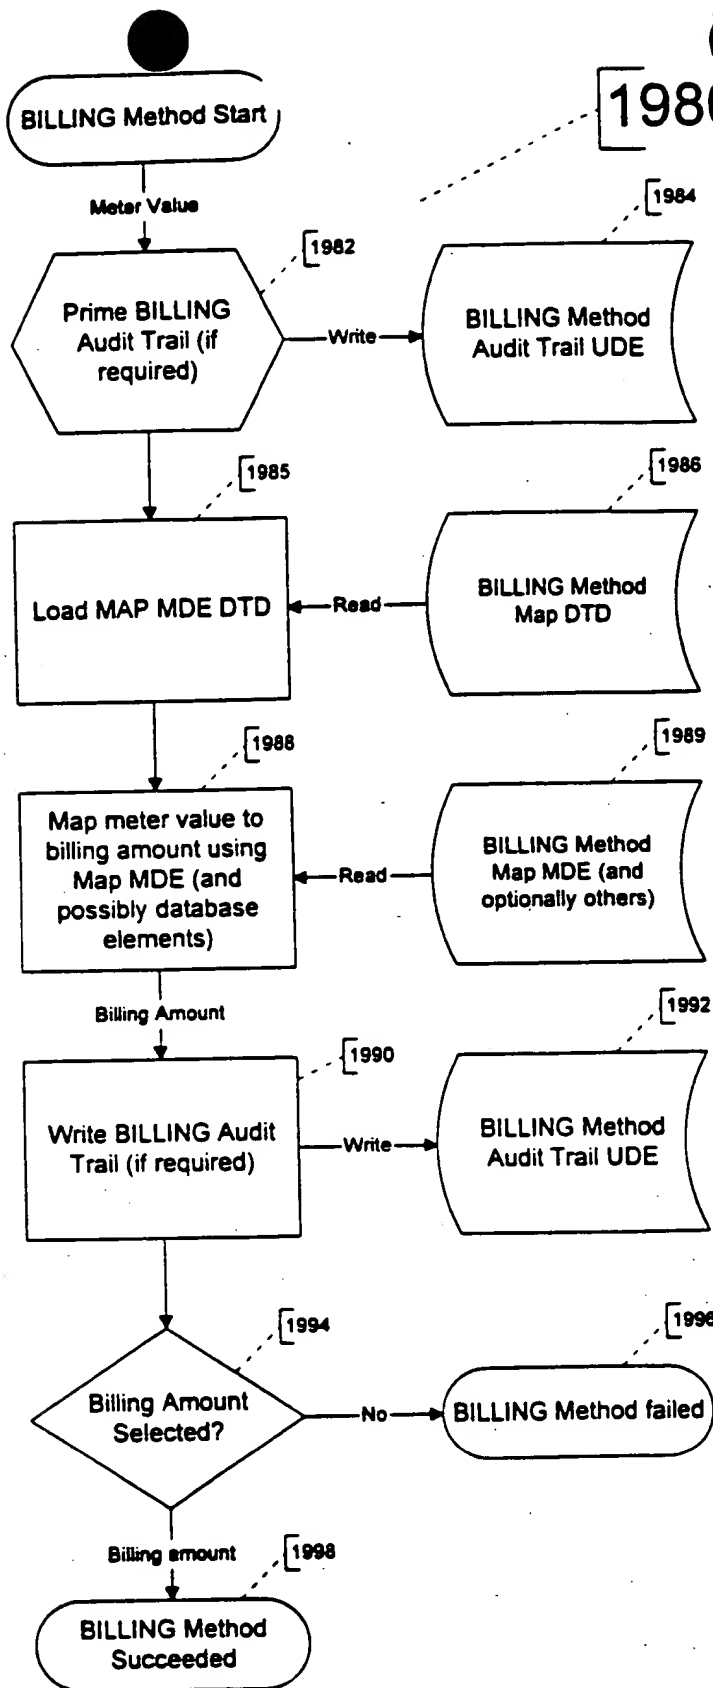 BILLING Method Start
198
Meter Value
1982
1984
Prime BILLING
Audit Trail (if
required)
Write
BILLING Method
Audit Trail UDE
1985
1986
Load MAP MDE DTD
Read
BILLING Method
Map DTD
1988
1989
Map meter value to
billing amount using
Map MDE (and
possibly database
elements)
Read
BILLING Method
Map MDE (and
optionally others)
Billing Amount
1990
1992
Write BILLING Audit
Trail (if required)
Write
BILLING Method
Audit Trail UDE
1994
1996
Billing Amount
Selected?
No
BILLING Method failed
Billing amount
1998
BILLING Method
Succeeded